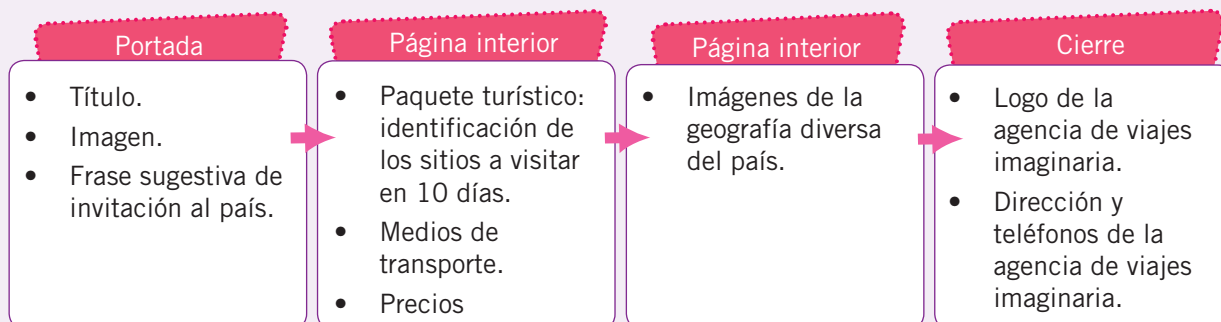 Portada
• Título.
• Imagen.
• Frase sugestiva de
invitación al país.
Página interior
• Paquete turístico:
identificación de
los sitios a visitar
en 10 días.
• Medios de
transporte.
• Precios
Página interior
• Imágenes de la
geografía diversa
del país.
Cierre
• Logo de la
agencia de viajes
imaginaria.
• Dirección y
teléfonos de la
agencia de viajes
imaginaria.